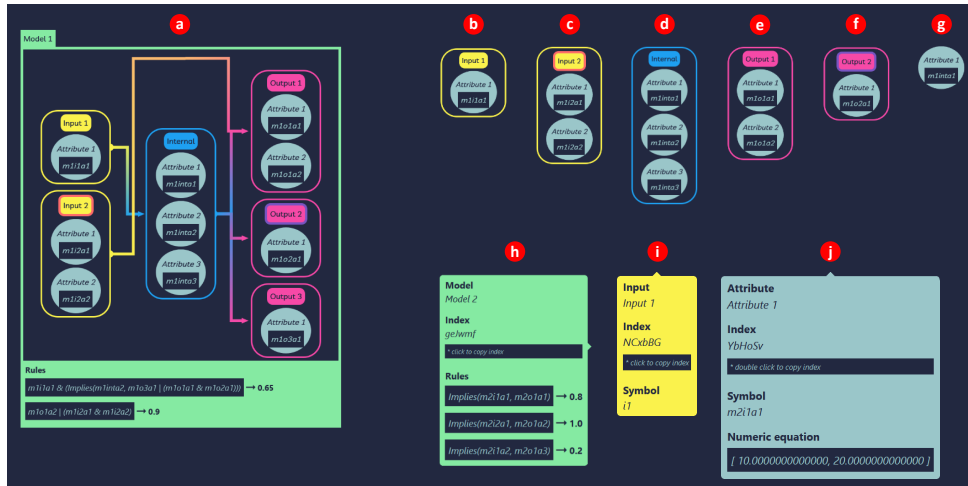 a
b
c
d
e
f
g
Model 1
Input 1
Attribute 1
m1i1a1
Input 2
Attribute 1
m1i2a1
Attribute 2
m1i2a2
Internal
Attribute 1
m1inta1
Attribute 2
m1inta2
Attribute 3
m1inta3
Output 1
Attribute 1
m1o1a1
Attribute 2
m1o1a2
Output 2
Attribute 1
m1o2a1
Output 3
Attribute 1
m1o3a1
Rules
m1i1a1 & (Implies(m1inta2, m1o3a1 | (m1o1a1 & m1o2a1))) → 0.65
m1o1a2 | (m1i2a1 & m1i2a2) → 0.9
Input 1
Attribute 1
m1i1a1
Input 2
Attribute 1
m1i2a1
Attribute 2
m1i2a2
Internal
Attribute 1
m1inta1
Attribute 2
m1inta2
Attribute 3
m1inta3
Output 1
Attribute 1
m1o1a1
Attribute 2
m1o1a2
Output 2
Attribute 1
m1o2a1
Attribute 1
m1inta1
h
Model
Model 2
Index
geJwmf
* click to copy index
Rules
Implies(m2i1a1, m2o1a1) → 0.8
Implies(m2i2a1, m2o1a2) → 1.0
Implies(m2i1a2, m2o1a3) → 0.2
i
Input
Input 1
Index
NCxbBG
* click to copy index
Symbol
i1
j
Attribute
Attribute 1
Index
YbHoSv
* double click to copy index
Symbol
m2i1a1
Numeric equation
[ 10.0000000000000, 20.0000000000000 ]